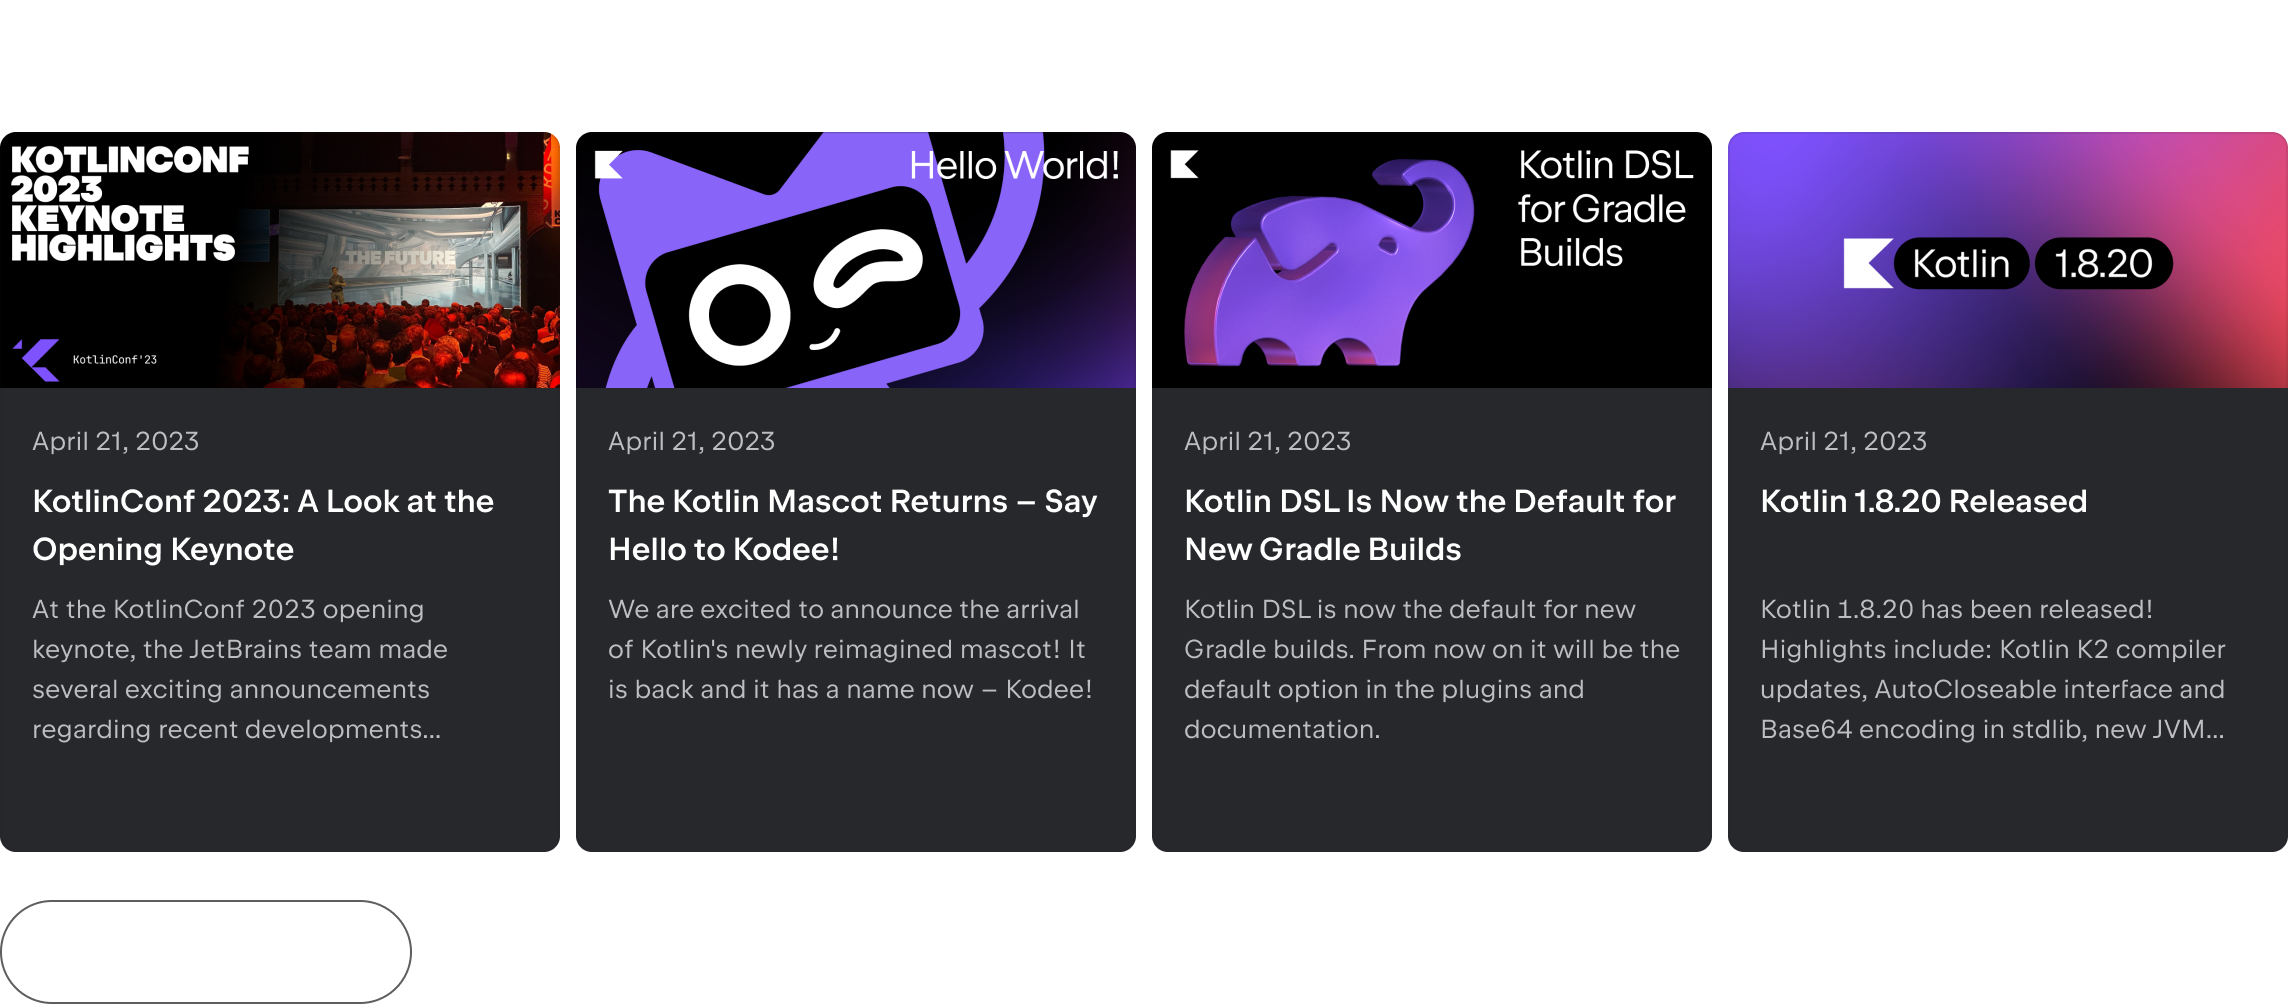 KOTLINCONF
2023
KEYNOTE
HIGHLIGHTS
THE FUTURE
KotlinConf'23
April 21, 2023
KotlinConf 2023: A Look at the
Opening Keynote
At the KotlinConf 2023 opening
keynote, the JetBrains team made
several exciting announcements
regarding recent developments...
Hello World!
April 21, 2023
The Kotlin Mascot Returns – Say
Hello to Kodee!
We are excited to announce the arrival
of Kotlin's newly reimagined mascot! It
is back and it has a name now – Kodee!
Kotlin DSL
for Gradle
Builds
April 21, 2023
Kotlin DSL Is Now the Default for
New Gradle Builds
Kotlin DSL is now the default for new
Gradle builds. From now on it will be the
default option in the plugins and
documentation.
Kotlin 1.8.20
April 21, 2023
Kotlin 1.8.20 Released
Kotlin 1.8.20 has been released!
Highlights include: Kotlin K2 compiler
updates, AutoCloseable interface and
Base64 encoding in stdlib, new JVM...